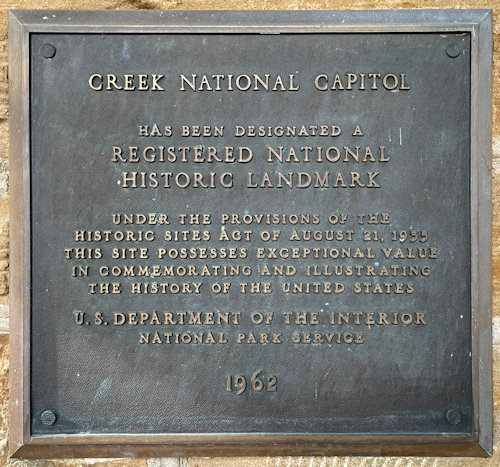 CREEK NATIONAL CAPITOL
HAS BEEN DESIGNATED A
REGISTERED NATIONAL
HISTORIC LANDMARK
UNDER THE PROVISIONS OF THE
HISTORIC SITES ACT OF AUGUST 21, 1935
THIS SITE POSSESSES EXCEPTIONAL VALUE
IN COMMEMORATING AND ILLUSTRATING
THE HISTORY OF THE UNITED STATES
U. S. DEPARTMENT OF THE INTERIOR
NATIONAL PARK SERVICE
1962